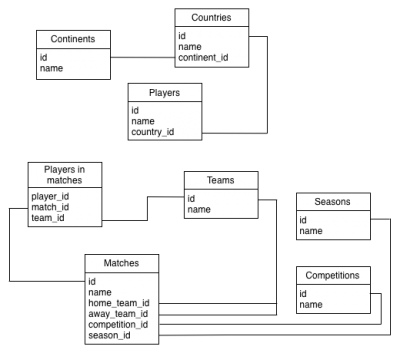 Countries
id
name
continent_id
Continents
id
name
Players
id
name
country_id
Players in
matches
player_id
match_id
team_id
Teams
id
name
Seasons
id
name
Matches
id
name
home_team_id
away_team_id
competition_id
season_id
Competitions
id
name